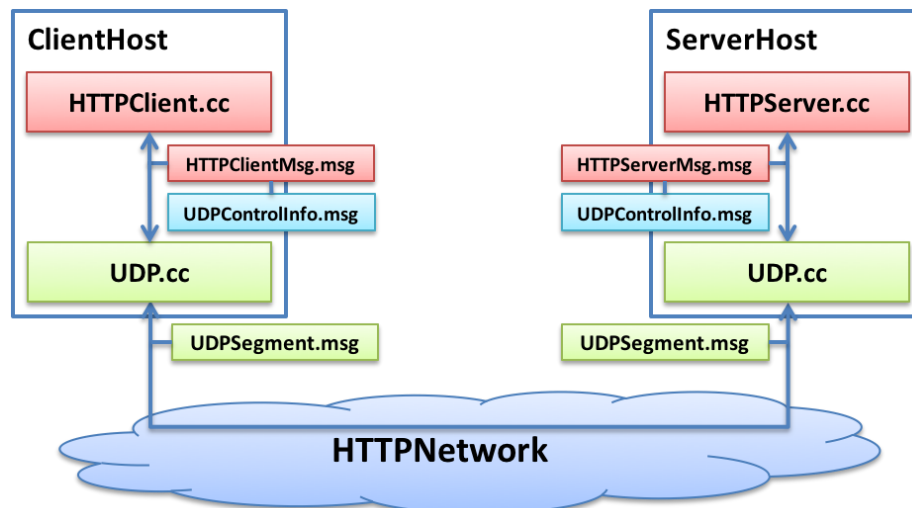 ClientHost
HTTPClient.cc
HTTPClientMsg.msg
UDPControlInfo.msg
UDP.cc
UDPSegment.msg
ServerHost
HTTPServer.cc
HTTPServerMsg.msg
UDPControlInfo.msg
UDP.cc
UDPSegment.msg
HTTPNetwork